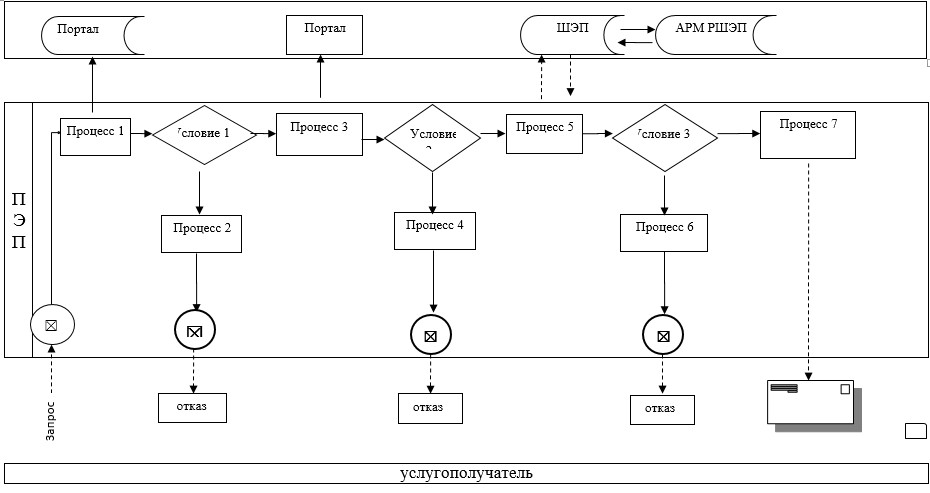 Портал
Портал
ШЭП
АРМ РШЭП
Процесс 1
Условие 1
Процесс 3
Условие
Процесс 5
Условие 3
Процесс 7
П
Э
П
Процесс 2
Процесс 4
Процесс 6
Запрос
отказ
отказ
отказ
услугополучатель